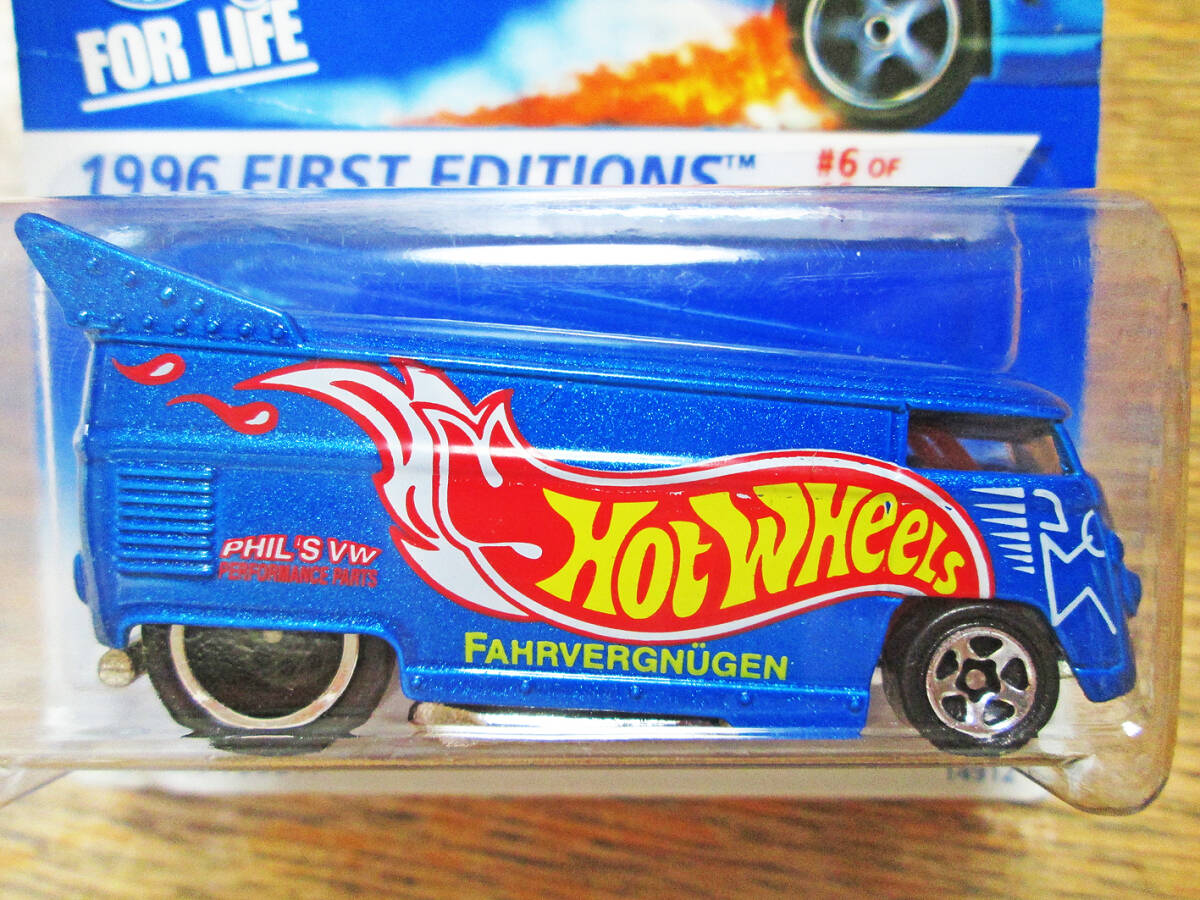 FOR LIFE
1996 FIRST EDITIONS™
#6 OF
HOT WHEELS
PHIL'S VW
PERFORMANCE PARTS
FAHRVERGNÜGEN